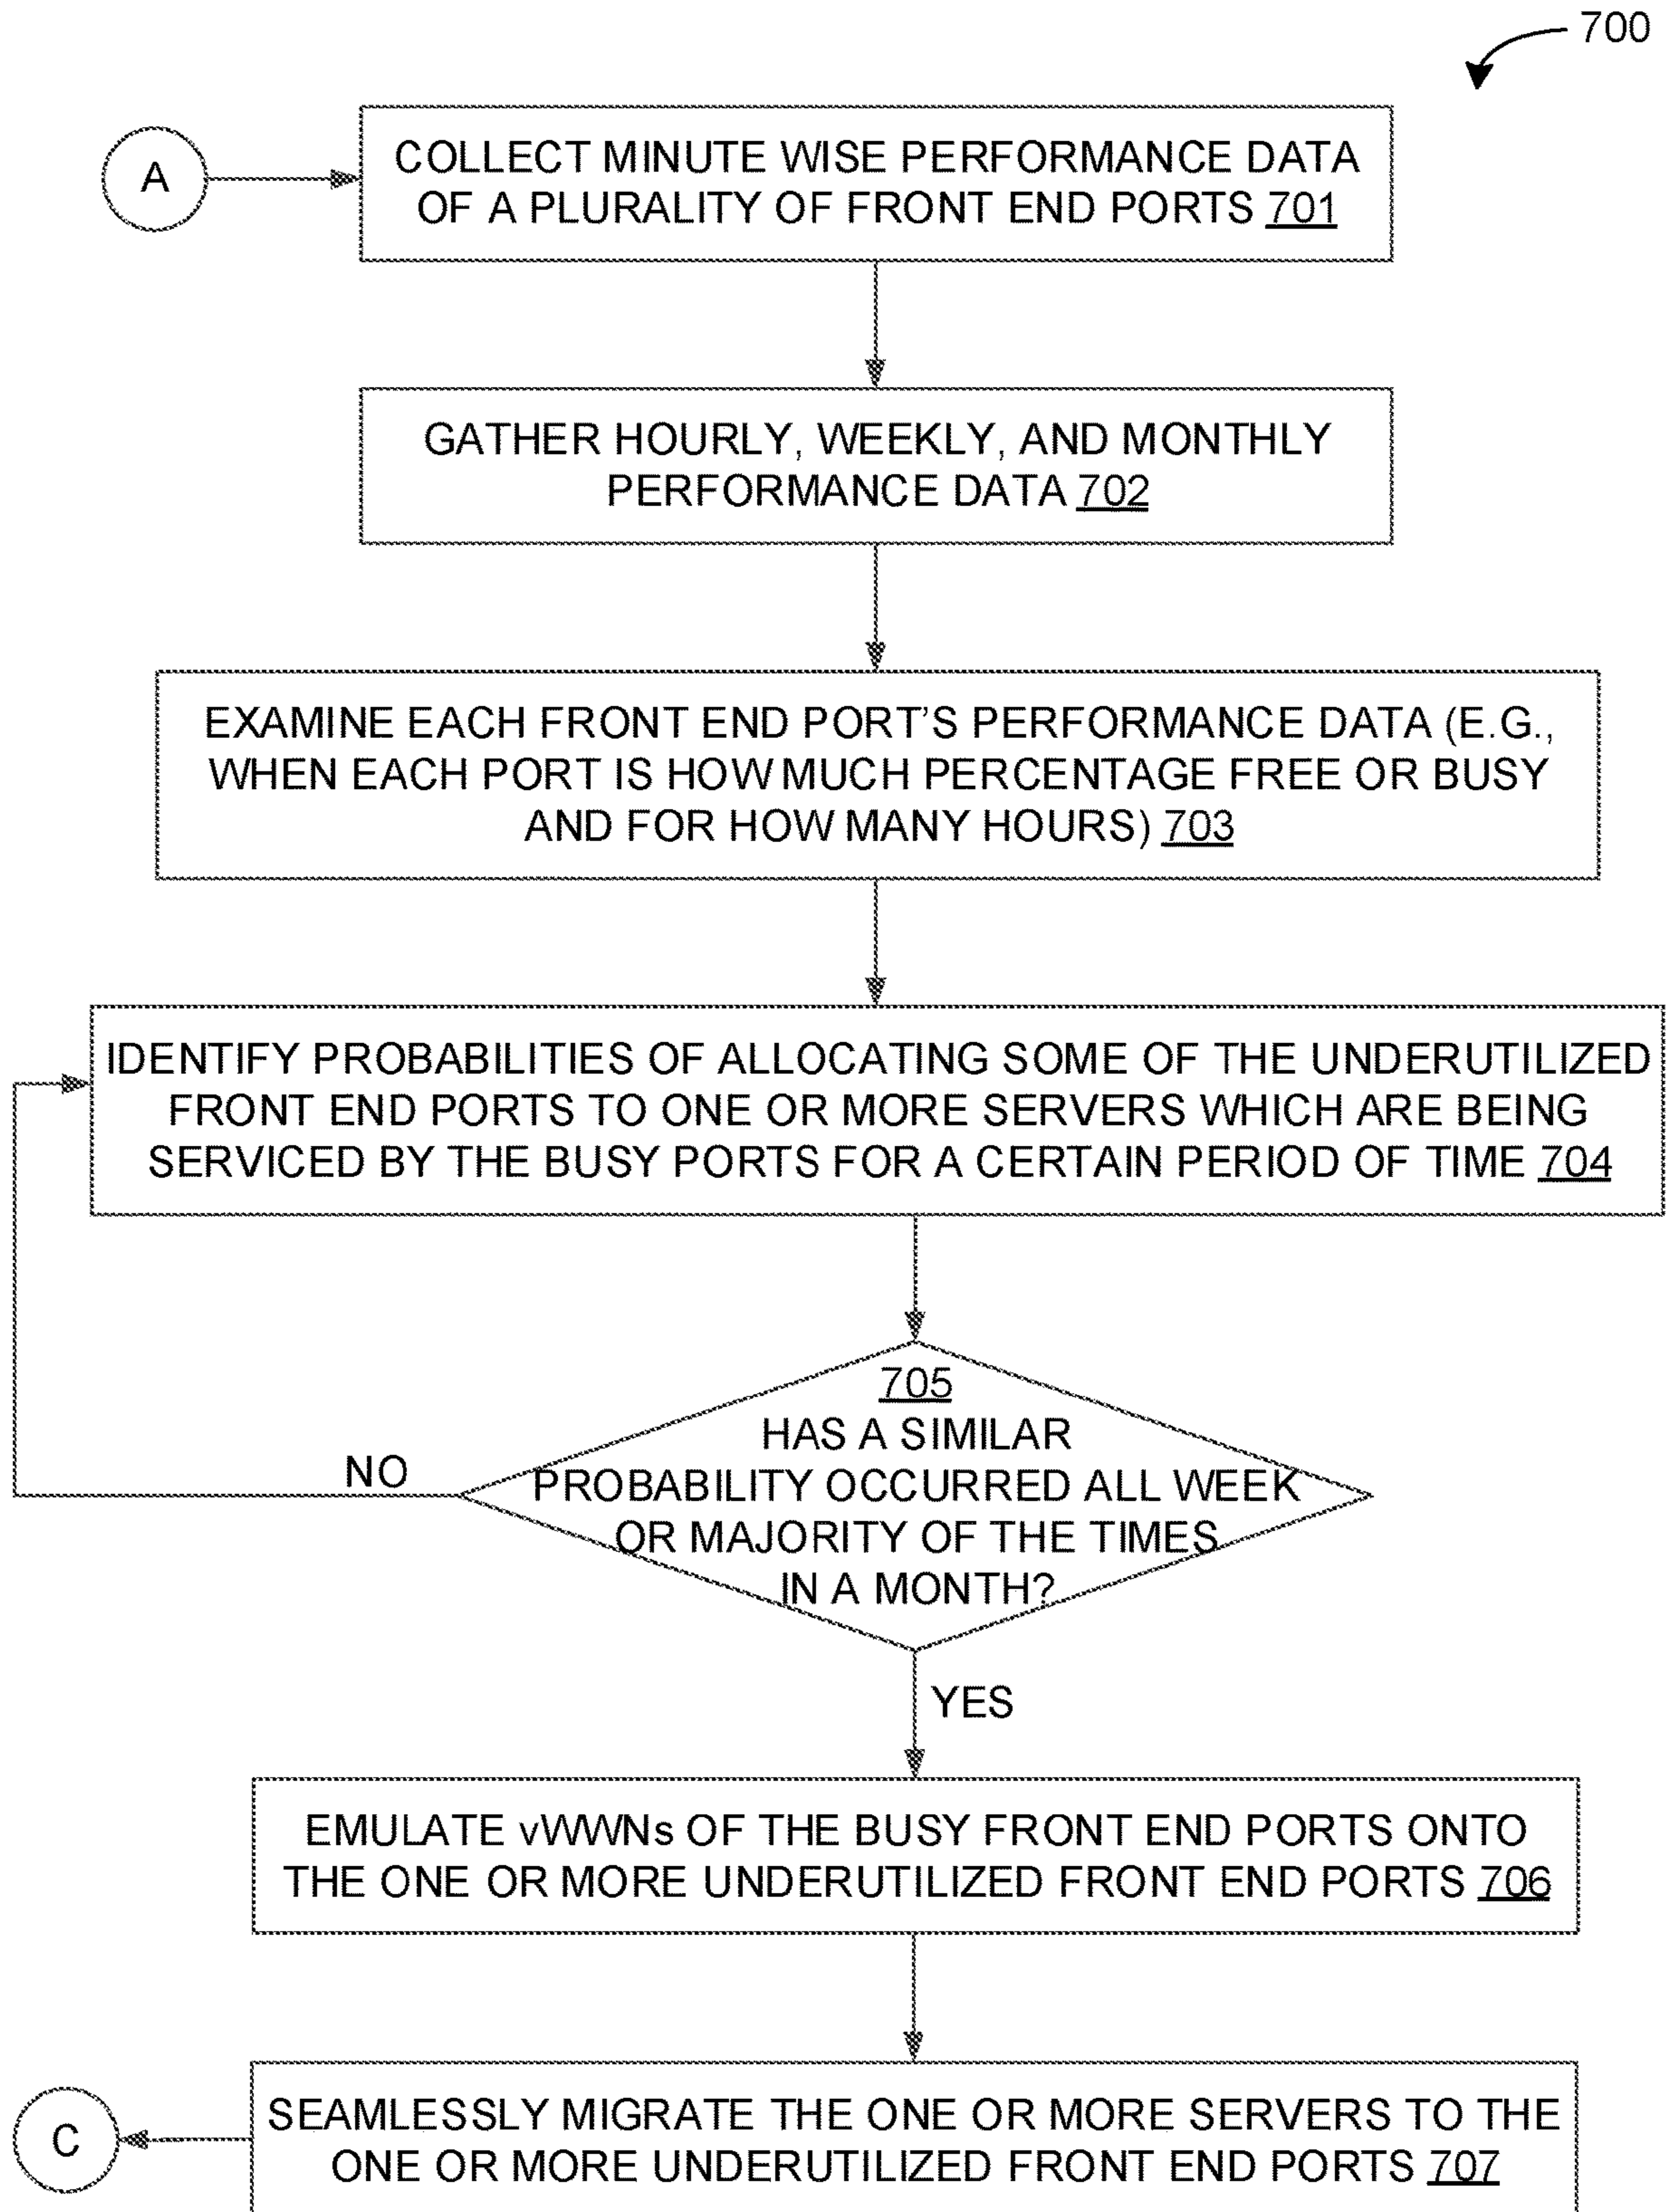 700
A
COLLECT MINUTE WISE PERFORMANCE DATA
OF A PLURALITY OF FRONT END PORTS 701
GATHER HOURLY, WEEKLY, AND MONTHLY
PERFORMANCE DATA 702
EXAMINE EACH FRONT END PORT’S PERFORMANCE DATA (E.G.,
WHEN EACH PORT IS HOW MUCH PERCENTAGE FREE OR BUSY
AND FOR HOW MANY HOURS) 703
IDENTIFY PROBABILITIES OF ALLOCATING SOME OF THE UNDERUTILIZED
FRONT END PORTS TO ONE OR MORE SERVERS WHICH ARE BEING
SERVICED BY THE BUSY PORTS FOR A CERTAIN PERIOD OF TIME 704
705
HAS A SIMILAR
PROBABILITY OCCURRED ALL WEEK
OR MAJORITY OF THE TIMES
IN A MONTH?
NO
YES
EMULATE vWWNs OF THE BUSY FRONT END PORTS ONTO
THE ONE OR MORE UNDERUTILIZED FRONT END PORTS 706
SEAMLESSLY MIGRATE THE ONE OR MORE SERVERS TO THE
ONE OR MORE UNDERUTILIZED FRONT END PORTS 707
C